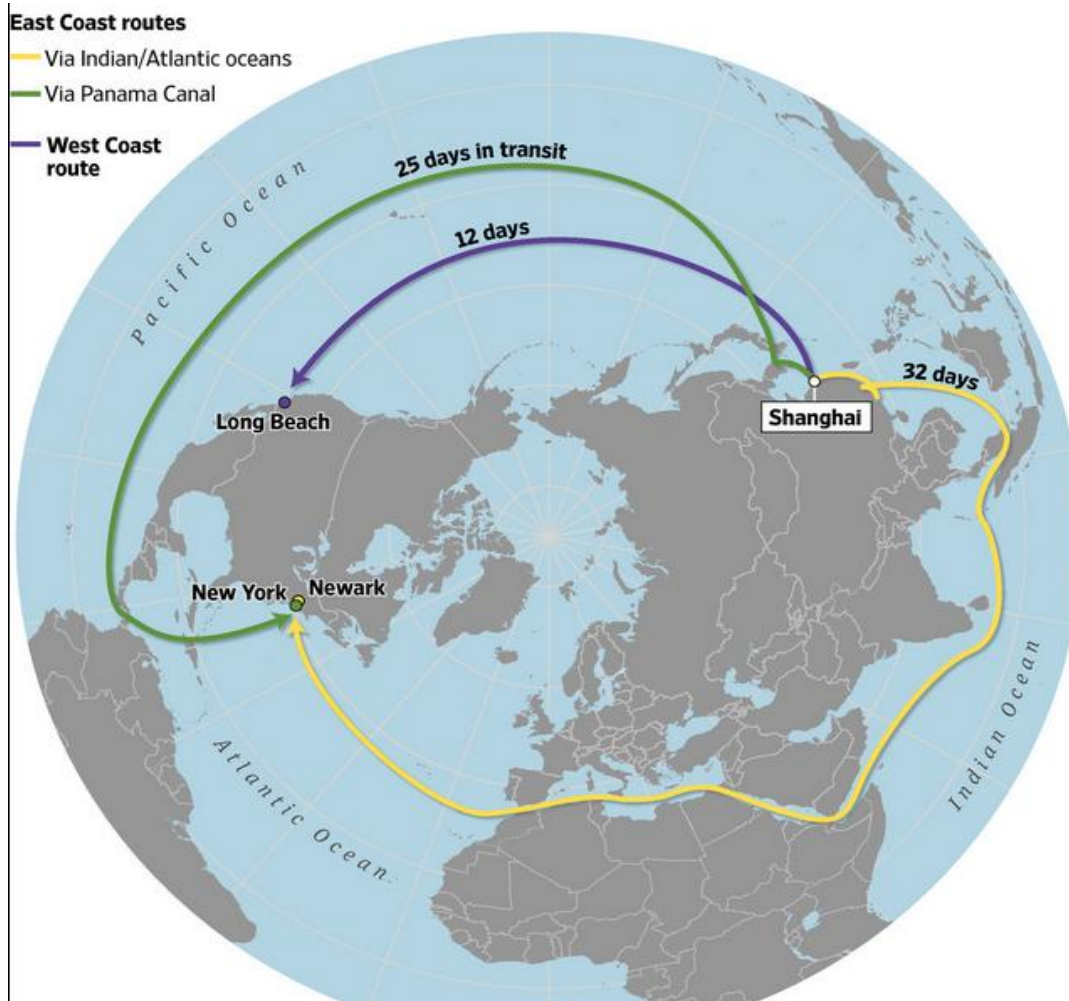 East Coast routes
Via Indian/Atlantic oceans
Via Panama Canal
West Coast
route
25 days in transit
12 days
Pacific Ocean
32 days
Shanghai
Long Beach
New York
Newark
Indian Ocean
Atlantic Ocean